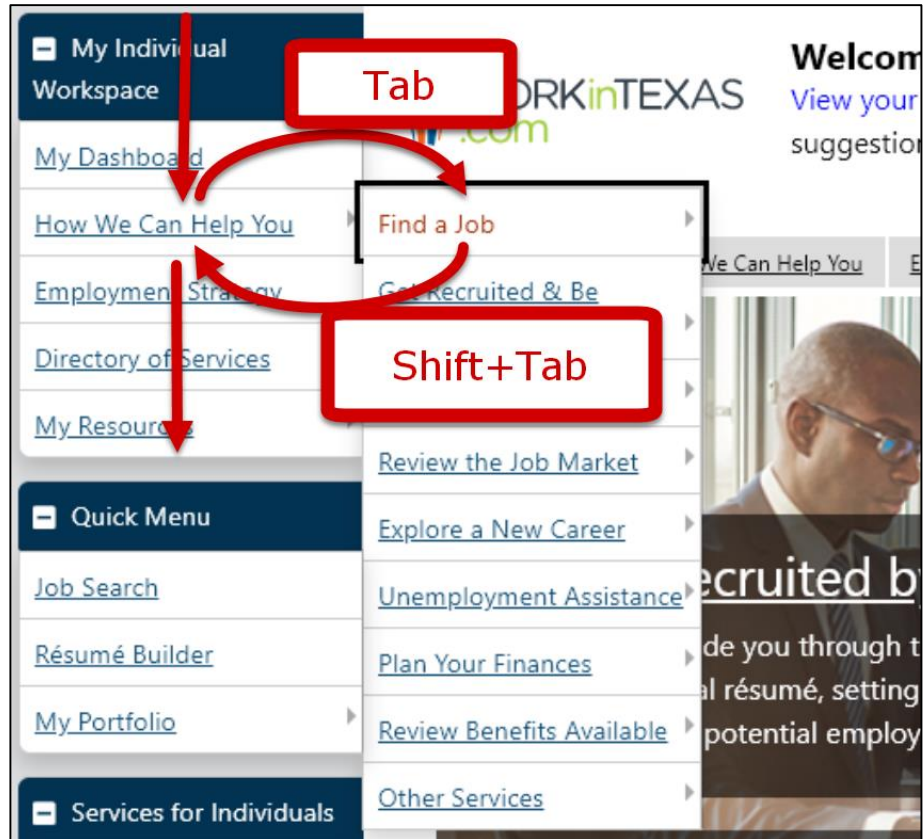 My Individual
Workspace
My Dashboard
How We Can Help You
Employment Strategy
Directory of Services
My Resources
Quick Menu
Job Search
Résumé Builder
My Portfolio
Services for Individuals
Tab
ORKinTEXAS
.com
Welcom
View your
suggestion
Find a Job
Get Recruited & Be
Shift+Tab
Review the Job Market
Explore a New Career
Unemployment Assistance
Plan Your Finances
Review Benefits Available
Other Services
We Can Help You
E
ecruited b
de you through t
al résumé, setting
potential employ